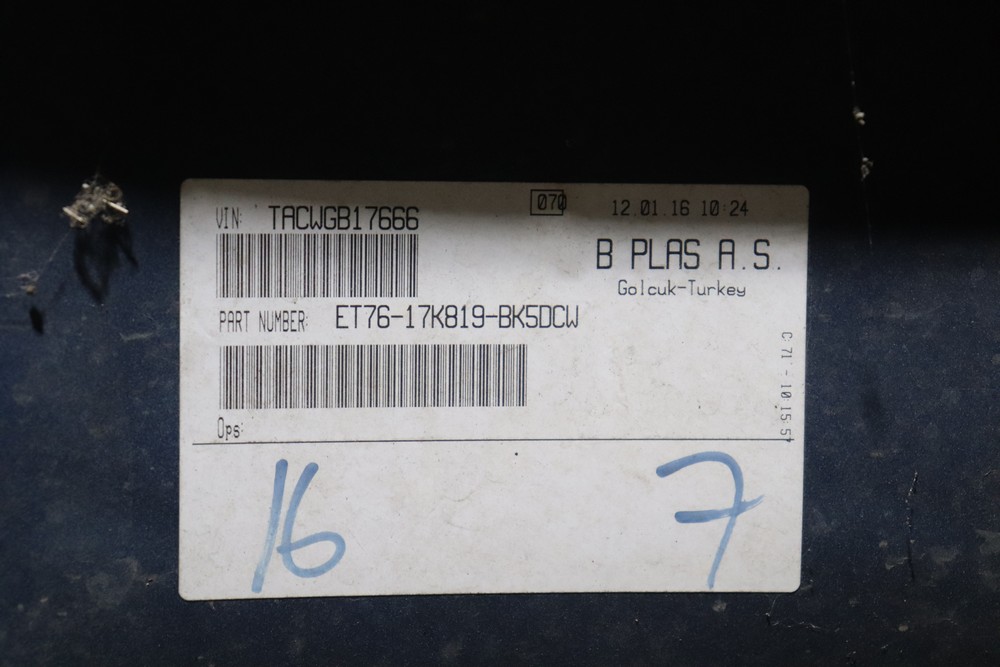 VIN: TACWGB17666
070
12.01.16 10:24
B PLAS A.S.
Golcuk-Turkey
PART NUMBER: ET76-17K819-BK5DCW
C 71 - 10:15:57
Ops:
16
7